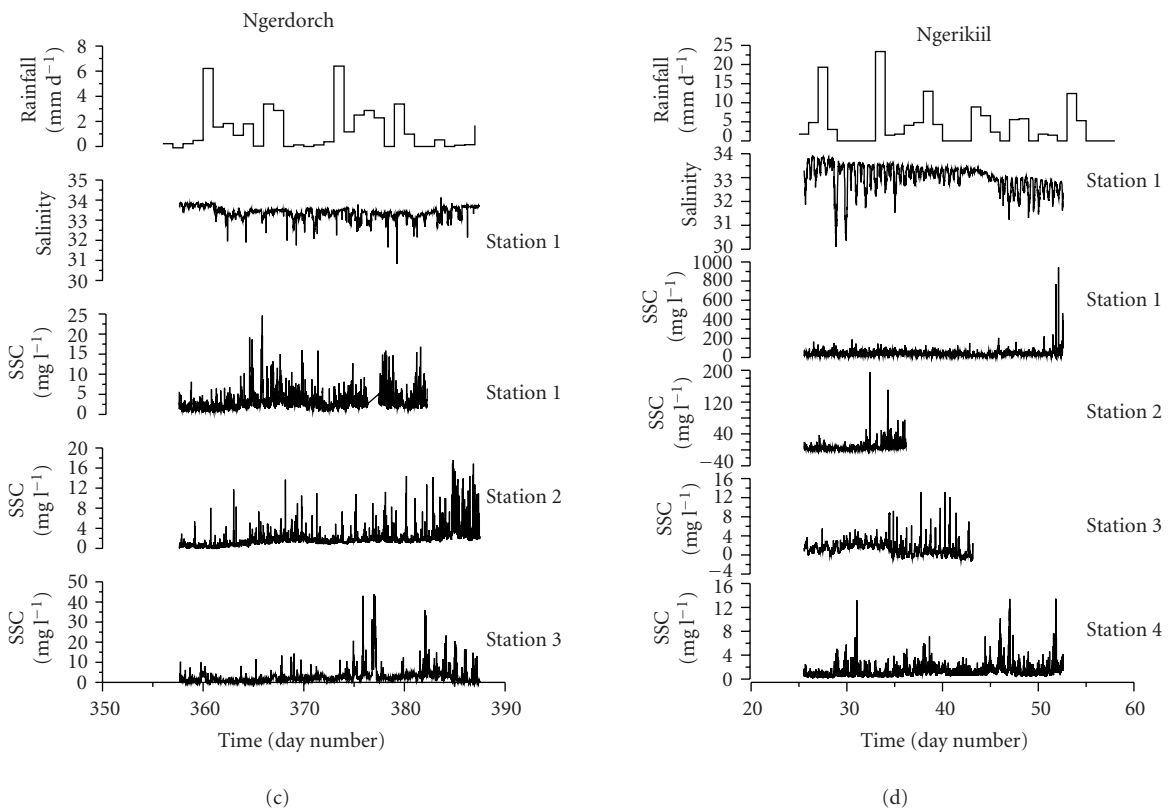 Ngerdorch
Rainfall
(mm d−1)
8
6
4
2
0
Salinity
35
34
33
32
31
30
Station 1
SSC
(mg l−1)
25
20
15
10
5
0
Station 1
SSC
(mg l−1)
20
16
12
8
4
0
Station 2
SSC
(mg l−1)
50
40
30
20
10
0
Station 3
350 360 370 380 390
Time (day number)
(c)
Ngerikiil
Rainfall
(mm d−1)
25
20
15
10
5
0
Salinity
34
33
32
31
30
Station 1
SSC
(mg l−1)
1000
800
600
400
200
0
Station 1
SSC
(mg l−1)
200
160
120
40
−40
Station 2
SSC
(mg l−1)
16
12
8
4
0
−4
Station 3
SSC
(mg l−1)
16
12
8
4
0
Station 4
20 30 40 50 60
Time (day number)
(d)